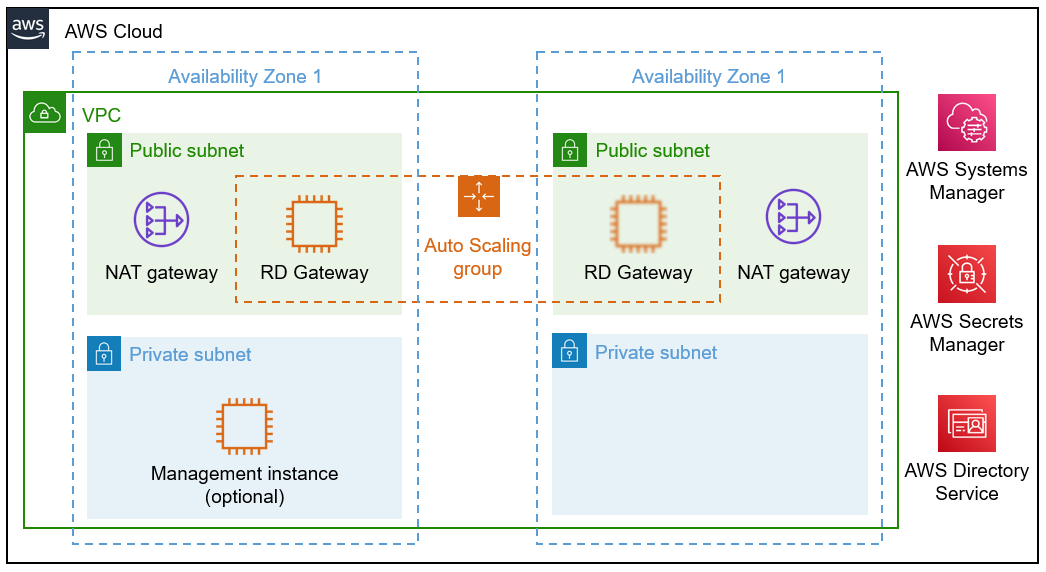 aws
AWS Cloud
Availability Zone 1
Availability Zone 1
VPC
Public subnet
Public subnet
NAT gateway
RD Gateway
Auto Scaling
group
RD Gateway
NAT gateway
Private subnet
Private subnet
Management instance
(optional)
AWS Systems
Manager
AWS Secrets
Manager
AWS Directory
Service